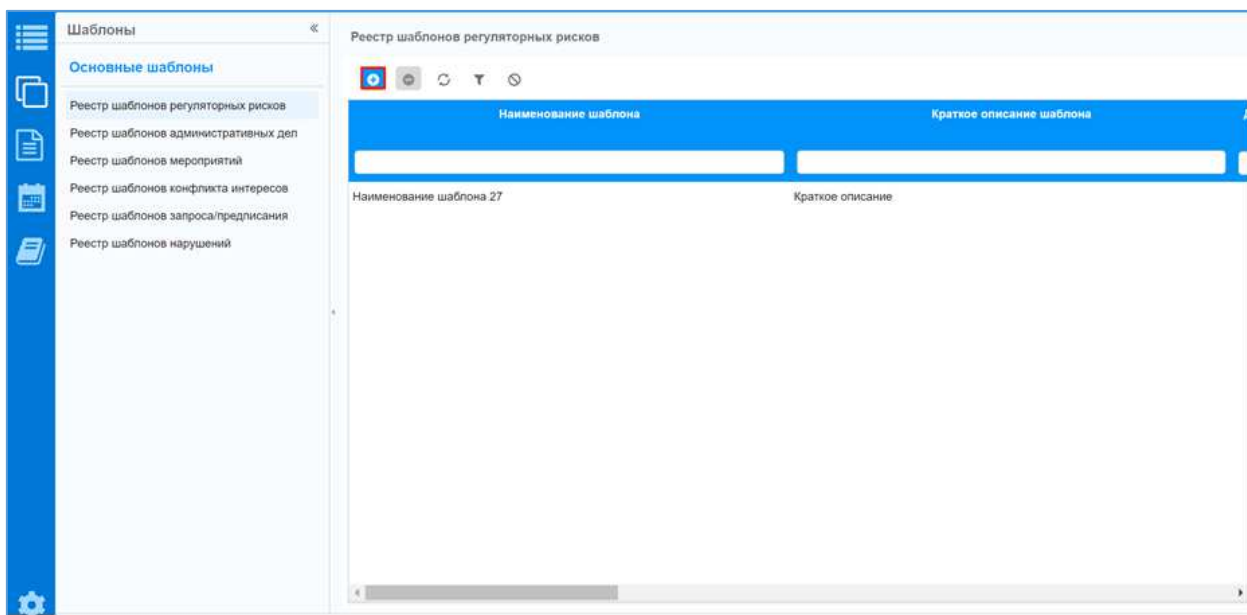 Шаблоны
Основные шаблоны
Реестр шаблонов регуляторных рисков
Реестр шаблонов административных дел
Реестр шаблонов мероприятий
Реестр шаблонов конфликта интересов
Реестр шаблонов запроса/предписания
Реестр шаблонов нарушений
Реестр шаблонов регуляторных рисков
Наименование шаблона
Краткое описание шаблона
Наименование шаблона 27
Краткое описание